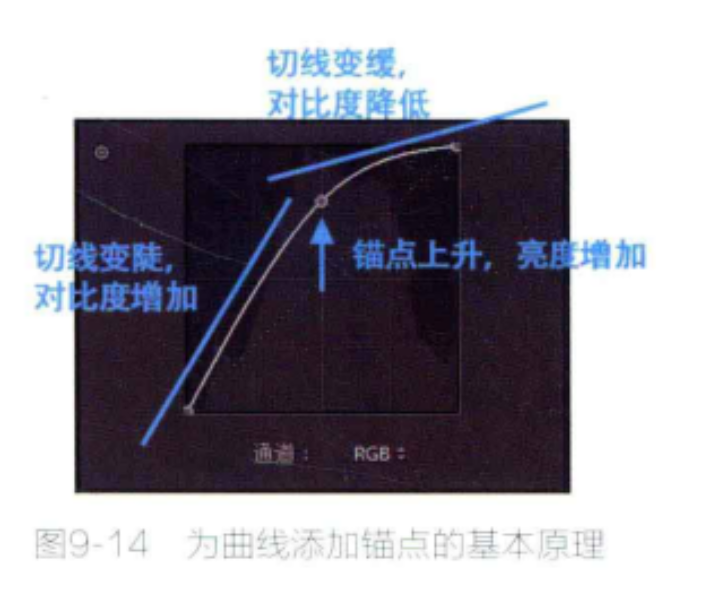 切线变缓,
对比度降低
切线变陡,
对比度增加
锚点上升, 亮度增加
通道: RGB
图9-14 为曲线添加锚点的基本原理